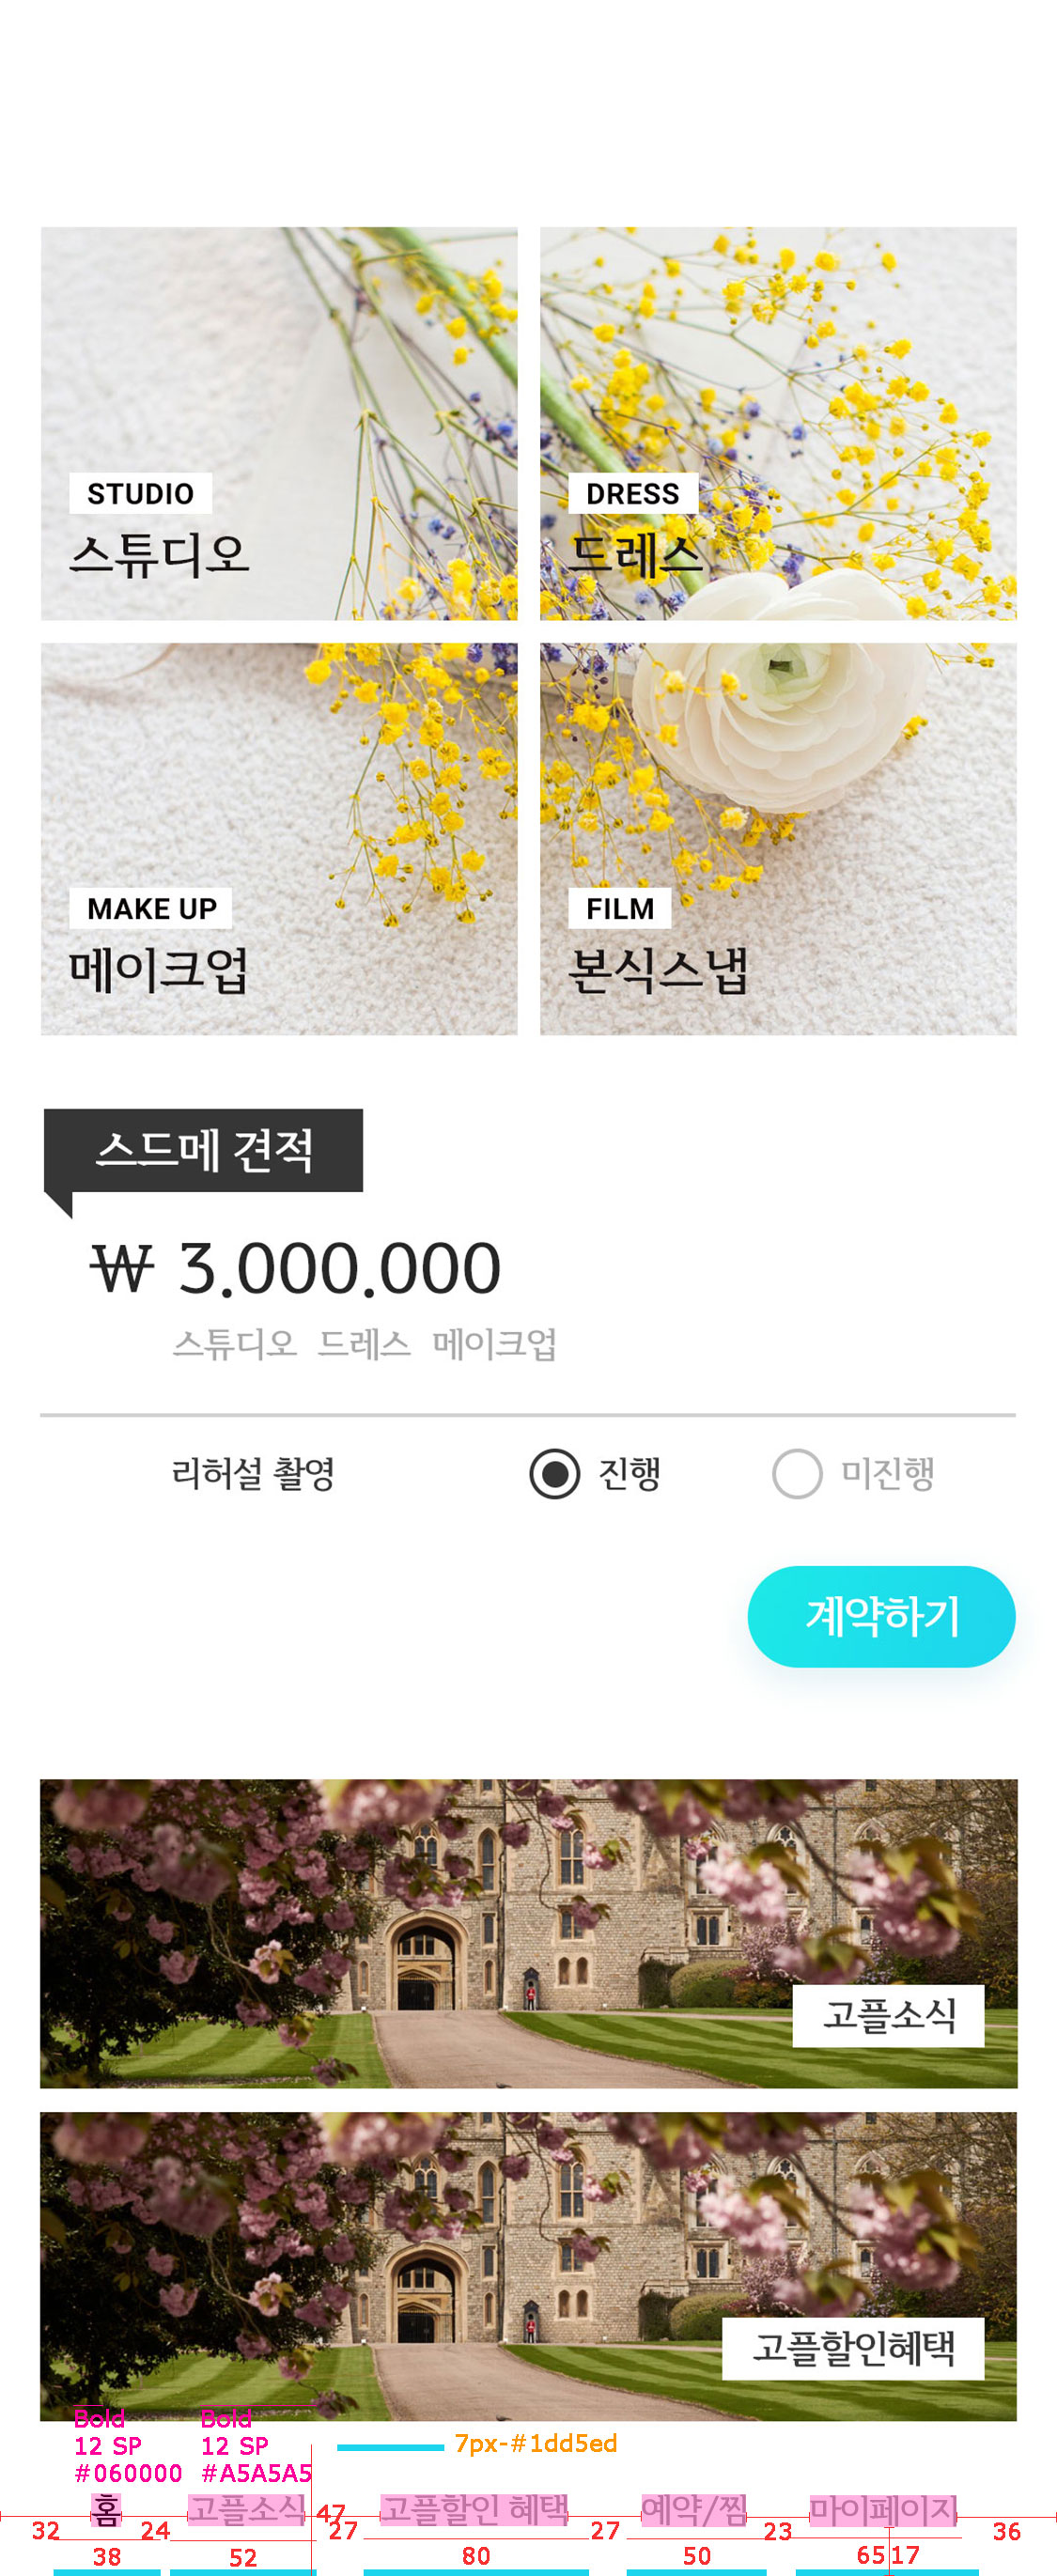 STUDIO
스튜디오
DRESS
드레스
MAKE UP
메이크업
FILM
본식스냅
스드메 견적
₩ 3.000.000
스튜디오 드레스 메이크업
리허설 촬영 진행 미진행
계약하기
고플소식
고플할인혜택
Bold Bold
12 SP 12 SP 7px-#1dd5ed
#060000 #A5A5A5
홈 고플소식 47 고플할인 혜택 예약/찜 마이페이지
32 24 27 27 23 36
38 52 80 50 65 17